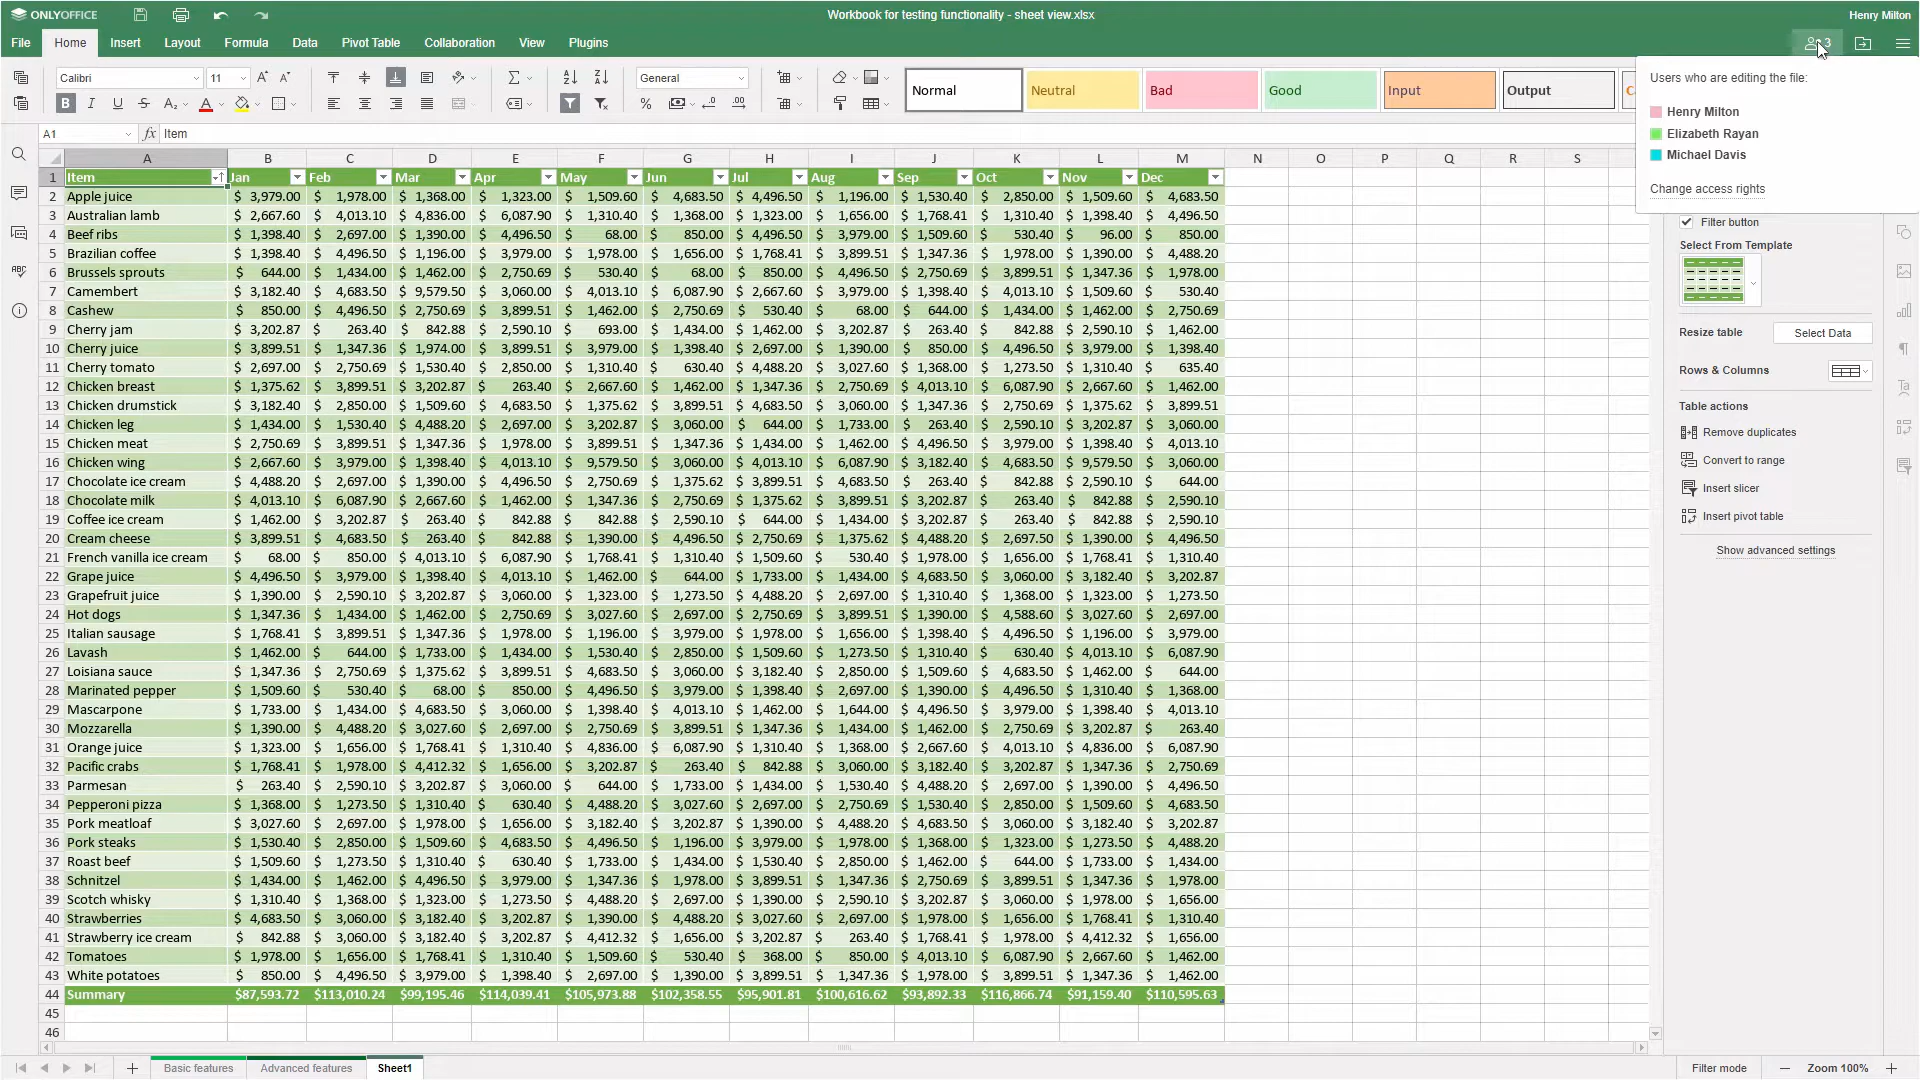 ONLYOFFICE
Workbook for testing functionality - sheet view.xlsx
Henry Milton
File Home Insert Layout Formula Data Pivot Table Collaboration View Plugins
3
Calibri 11 General
Normal Neutral Bad Good Input Output C
Users who are editing the file:
Henry Milton
Elizabeth Rayan
Michael Davis
Change access rights
A1 fx Item
A B C D E F G H I J K L M N O P Q R S
1 Item Jan Feb Mar Apr May Jun Jul Aug Sep Oct Nov Dec
2 Apple juice $ 3,979.00 $ 1,978.00 $ 1,368.00 $ 1,323.00 $ 1,509.60 $ 4,683.50 $ 4,496.50 $ 1,196.00 $ 1,530.40 $ 2,850.00 $ 1,509.60 $ 4,683.50
3 Australian lamb $ 2,667.60 $ 4,013.10 $ 4,836.00 $ 6,087.90 $ 1,310.40 $ 1,368.00 $ 1,323.00 $ 1,656.00 $ 1,768.41 $ 1,310.40 $ 1,398.40 $ 4,496.50
4 Beef ribs $ 1,398.40 $ 2,697.00 $ 1,390.00 $ 4,496.50 $ 68.00 $ 850.00 $ 4,496.50 $ 3,979.00 $ 1,509.60 $ 530.40 $ 96.00 $ 850.00
5 Brazilian coffee $ 1,398.40 $ 4,496.50 $ 1,196.00 $ 3,979.00 $ 1,978.00 $ 1,656.00 $ 1,768.41 $ 3,899.51 $ 1,347.36 $ 1,978.00 $ 1,390.00 $ 4,488.20
6 Brussels sprouts $ 644.00 $ 1,434.00 $ 1,462.00 $ 2,750.69 $ 530.40 $ 68.00 $ 850.00 $ 4,496.50 $ 2,750.69 $ 3,899.51 $ 1,347.36 $ 1,978.00
7 Camembert $ 3,182.40 $ 4,683.50 $ 9,579.50 $ 3,060.00 $ 4,013.10 $ 6,087.90 $ 2,667.60 $ 3,979.00 $ 1,398.40 $ 4,013.10 $ 1,509.60 $ 530.40
8 Cashew $ 850.00 $ 4,496.50 $ 2,750.69 $ 3,899.51 $ 1,462.00 $ 2,750.69 $ 530.40 $ 68.00 $ 644.00 $ 1,434.00 $ 1,462.00 $ 2,750.69
9 Cherry jam $ 3,202.87 $ 263.40 $ 842.88 $ 2,590.10 $ 693.00 $ 1,434.00 $ 1,462.00 $ 3,202.87 $ 263.40 $ 842.88 $ 2,590.10 $ 1,462.00
10 Cherry juice $ 3,899.51 $ 1,347.36 $ 1,974.00 $ 3,899.51 $ 3,979.00 $ 1,398.40 $ 2,697.00 $ 1,390.00 $ 850.00 $ 4,496.50 $ 3,979.00 $ 1,398.40
11 Cherry tomato $ 2,697.00 $ 2,750.69 $ 1,530.40 $ 2,850.00 $ 1,310.40 $ 630.40 $ 4,488.20 $ 3,027.60 $ 1,368.00 $ 1,273.50 $ 1,310.40 $ 635.40
12 Chicken breast $ 1,375.62 $ 3,899.51 $ 3,202.87 $ 263.40 $ 2,667.60 $ 1,462.00 $ 1,347.36 $ 2,750.69 $ 4,013.10 $ 6,087.90 $ 2,667.60 $ 1,462.00
13 Chicken drumstick $ 3,182.40 $ 2,850.00 $ 1,509.60 $ 4,683.50 $ 1,375.62 $ 3,899.51 $ 4,683.50 $ 3,060.00 $ 1,347.36 $ 2,750.69 $ 1,375.62 $ 3,899.51
14 Chicken leg $ 1,434.00 $ 1,530.40 $ 4,488.20 $ 2,697.00 $ 3,202.87 $ 3,060.00 $ 644.00 $ 1,733.00 $ 263.40 $ 2,590.10 $ 3,202.87 $ 3,060.00
15 Chicken meat $ 2,750.69 $ 3,899.51 $ 1,347.36 $ 1,978.00 $ 3,899.51 $ 1,347.36 $ 1,434.00 $ 1,462.00 $ 4,496.50 $ 3,979.00 $ 1,398.40 $ 4,013.10
16 Chicken wing $ 2,667.60 $ 3,979.00 $ 1,398.40 $ 4,013.10 $ 9,579.50 $ 3,060.00 $ 4,013.10 $ 6,087.90 $ 3,182.40 $ 4,683.50 $ 9,579.50 $ 3,060.00
17 Chocolate ice cream $ 4,488.20 $ 2,697.00 $ 1,390.00 $ 4,496.50 $ 2,750.69 $ 1,375.62 $ 3,899.51 $ 4,683.50 $ 263.40 $ 842.88 $ 2,590.10 $ 644.00
18 Chocolate milk $ 4,013.10 $ 6,087.90 $ 2,667.60 $ 1,462.00 $ 1,347.36 $ 2,750.69 $ 1,375.62 $ 3,899.51 $ 3,202.87 $ 263.40 $ 842.88 $ 2,590.10
19 Coffee ice cream $ 1,462.00 $ 3,202.87 $ 263.40 $ 842.88 $ 842.88 $ 2,590.10 $ 644.00 $ 1,434.00 $ 3,202.87 $ 263.40 $ 842.88 $ 2,590.10
20 Cream cheese $ 3,899.51 $ 4,683.50 $ 263.40 $ 842.88 $ 1,390.00 $ 4,496.50 $ 2,750.69 $ 1,375.62 $ 4,488.20 $ 2,697.50 $ 1,390.00 $ 4,496.50
21 French vanilla ice cream $ 68.00 $ 850.00 $ 4,013.10 $ 6,087.90 $ 1,768.41 $ 1,310.40 $ 1,509.60 $ 530.40 $ 1,978.00 $ 1,656.00 $ 1,768.41 $ 1,310.40
22 Grape juice $ 4,496.50 $ 3,979.00 $ 1,398.40 $ 4,013.10 $ 1,462.00 $ 644.00 $ 1,733.00 $ 1,434.00 $ 4,683.50 $ 3,060.00 $ 3,182.40 $ 3,202.87
23 Grapefruit juice $ 1,390.00 $ 2,590.10 $ 3,202.87 $ 3,060.00 $ 1,323.00 $ 1,273.50 $ 4,488.20 $ 2,697.00 $ 1,310.40 $ 1,368.00 $ 1,323.00 $ 1,273.50
24 Hot dogs $ 1,347.36 $ 1,434.00 $ 1,462.00 $ 2,750.69 $ 3,027.60 $ 2,697.00 $ 2,750.69 $ 3,899.51 $ 1,390.00 $ 4,588.60 $ 3,027.60 $ 2,697.00
25 Italian sausage $ 1,768.41 $ 3,899.51 $ 1,347.36 $ 1,978.00 $ 1,196.00 $ 3,979.00 $ 1,978.00 $ 1,656.00 $ 1,398.40 $ 4,496.50 $ 1,196.00 $ 3,979.00
26 Lavash $ 1,462.00 $ 644.00 $ 1,733.00 $ 1,434.00 $ 1,530.40 $ 2,850.00 $ 1,509.60 $ 1,273.50 $ 1,310.40 $ 630.40 $ 4,013.10 $ 6,087.90
27 Loisiana sauce $ 1,347.36 $ 2,750.69 $ 1,375.62 $ 3,899.51 $ 4,683.50 $ 3,060.00 $ 3,182.40 $ 2,850.00 $ 1,509.60 $ 4,683.50 $ 1,462.00 $ 644.00
28 Marinated pepper $ 1,509.60 $ 530.40 $ 68.00 $ 850.00 $ 4,496.50 $ 3,979.00 $ 1,398.40 $ 2,697.00 $ 1,390.00 $ 4,496.50 $ 1,310.40 $ 1,368.00
29 Mascarpone $ 1,733.00 $ 1,434.00 $ 4,683.50 $ 3,060.00 $ 1,398.40 $ 4,013.10 $ 1,462.00 $ 1,644.00 $ 4,496.50 $ 3,979.00 $ 1,398.40 $ 4,013.10
30 Mozzarella $ 1,390.00 $ 4,488.20 $ 3,027.60 $ 2,697.00 $ 2,750.69 $ 3,899.51 $ 1,347.36 $ 1,434.00 $ 1,462.00 $ 2,750.69 $ 3,202.87 $ 263.40
31 Orange juice $ 1,323.00 $ 1,656.00 $ 1,768.41 $ 1,310.40 $ 4,836.00 $ 6,087.90 $ 1,310.40 $ 1,368.00 $ 2,667.60 $ 4,013.10 $ 4,836.00 $ 6,087.90
32 Pacific crabs $ 1,768.41 $ 1,978.00 $ 4,412.32 $ 1,656.00 $ 3,202.87 $ 263.40 $ 842.88 $ 3,060.00 $ 3,182.40 $ 3,202.87 $ 1,347.36 $ 2,750.69
33 Parmesan $ 263.40 $ 2,590.10 $ 3,202.87 $ 3,060.00 $ 644.00 $ 1,733.00 $ 1,434.00 $ 1,530.40 $ 4,488.20 $ 2,697.00 $ 1,390.00 $ 4,496.50
34 Pepperoni pizza $ 1,368.00 $ 1,273.50 $ 1,310.40 $ 630.40 $ 4,488.20 $ 3,027.60 $ 2,697.00 $ 2,750.69 $ 1,530.40 $ 2,850.00 $ 1,509.60 $ 4,683.50
35 Pork meatloaf $ 3,027.60 $ 2,697.00 $ 1,978.00 $ 1,656.00 $ 3,182.40 $ 3,202.87 $ 1,390.00 $ 4,488.20 $ 4,683.50 $ 3,060.00 $ 3,182.40 $ 3,202.87
36 Pork steaks $ 1,530.40 $ 2,850.00 $ 1,509.60 $ 4,683.50 $ 4,496.50 $ 1,196.00 $ 3,979.00 $ 1,978.00 $ 1,368.00 $ 1,323.00 $ 1,273.50 $ 4,488.20
37 Roast beef $ 1,509.60 $ 1,273.50 $ 1,310.40 $ 630.40 $ 1,733.00 $ 1,434.00 $ 1,530.40 $ 2,850.00 $ 1,462.00 $ 644.00 $ 1,733.00 $ 1,434.00
38 Schnitzel $ 1,434.00 $ 1,462.00 $ 4,496.50 $ 3,979.00 $ 1,347.36 $ 1,978.00 $ 3,899.51 $ 1,347.36 $ 2,750.69 $ 3,899.51 $ 1,347.36 $ 1,978.00
39 Scotch whisky $ 1,310.40 $ 1,368.00 $ 1,323.00 $ 1,273.50 $ 4,488.20 $ 2,697.00 $ 1,390.00 $ 2,590.10 $ 3,202.87 $ 3,060.00 $ 1,978.00 $ 1,656.00
40 Strawberries $ 4,683.50 $ 3,060.00 $ 3,182.40 $ 3,202.87 $ 1,390.00 $ 4,488.20 $ 3,027.60 $ 2,697.00 $ 1,978.00 $ 1,656.00 $ 1,768.41 $ 1,310.40
41 Strawberry ice cream $ 842.88 $ 3,060.00 $ 3,182.40 $ 3,202.87 $ 4,412.32 $ 1,656.00 $ 3,202.87 $ 263.40 $ 1,768.41 $ 1,978.00 $ 4,412.32 $ 1,656.00
42 Tomatoes $ 1,978.00 $ 1,656.00 $ 1,768.41 $ 1,310.40 $ 1,509.60 $ 530.40 $ 368.00 $ 850.00 $ 4,013.10 $ 6,087.90 $ 2,667.60 $ 1,462.00
43 White potatoes $ 850.00 $ 4,496.50 $ 3,979.00 $ 1,398.40 $ 2,697.00 $ 1,390.00 $ 3,899.51 $ 1,347.36 $ 1,978.00 $ 3,899.51 $ 1,347.36 $ 1,462.00
44 Summary $87,593.72 $113,010.24 $99,195.46 $114,039.41 $105,973.88 $102,358.55 $95,901.81 $100,616.62 $93,892.33 $116,866.74 $91,159.40 $110,595.63
45
46
Filter button
Select From Template
Resize table Select Data
Rows & Columns
Table actions
Remove duplicates
Convert to range
Insert slicer
Insert pivot table
Show advanced settings
Basic features Advanced features Sheet1
Filter mode Zoom 100%